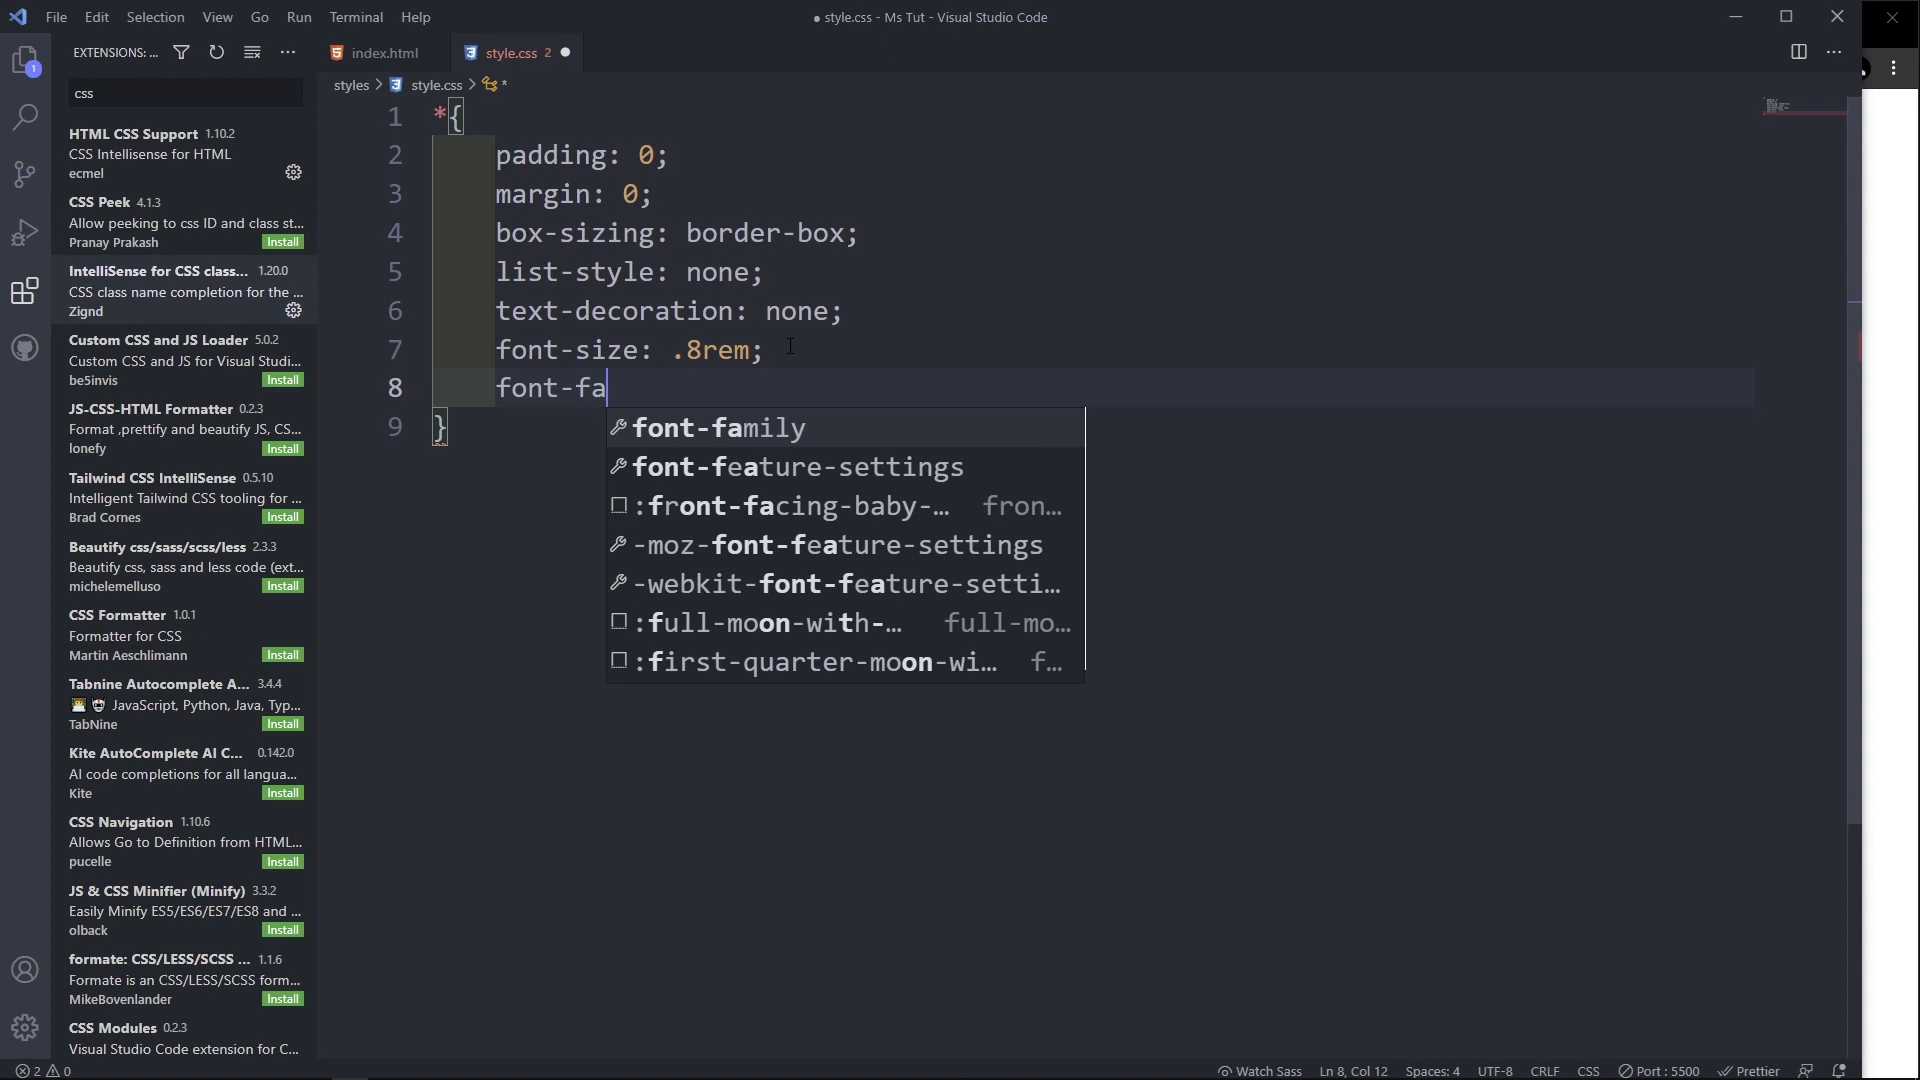 File Edit Selection View Go Run Terminal Help
● style.css - Ms Tut - Visual Studio Code
EXTENSIONS: ...
index.html
style.css 2
styles > style.css > *
1
css
HTML CSS Support 1.10.2
CSS Intellisense for HTML
ecmel
CSS Peek 4.1.3
Allow peeking to css ID and class st...
Pranay Prakash Install
IntelliSense for CSS class... 1.20.0
CSS class name completion for the ...
Zignd
Custom CSS and JS Loader 5.0.2
Custom CSS and JS for Visual Studi...
be5invis Install
JS-CSS-HTML Formatter 0.2.3
Format ,prettify and beautify JS, CS...
lonefy Install
Tailwind CSS IntelliSense 0.5.10
Intelligent Tailwind CSS tooling for ...
Brad Cornes Install
Beautify css/sass/scss/less 2.3.3
Beautify css, sass and less code (ext...
michelemelluso Install
CSS Formatter 1.0.1
Formatter for CSS
Martin Aeschlimann Install
Tabnine Autocomplete A... 3.4.4
JavaScript, Python, Java, Typ...
TabNine Install
Kite AutoComplete AI C... 0.142.0
AI code completions for all langua...
Kite Install
CSS Navigation 1.10.6
Allows Go to Definition from HTML...
pucelle Install
JS & CSS Minifier (Minify) 3.3.2
Easily Minify ES5/ES6/ES7/ES8 and ...
olback Install
formate: CSS/LESS/SCSS ... 1.1.6
Formate is an CSS/LESS/SCSS form...
MikeBovenlander Install
CSS Modules 0.2.3
Visual Studio Code extension for C...
1 *{
2 padding: 0;
3 margin: 0;
4 box-sizing: border-box;
5 list-style: none;
6 text-decoration: none;
7 font-size: .8rem;
8 font-fa
9 }
font-family
font-feature-settings
:front-facing-baby-... fron...
-moz-font-feature-settings
-webkit-font-feature-setti...
:full-moon-with-... full-mo...
:first-quarter-moon-wi... f...
2 0
Watch Sass Ln 8, Col 12 Spaces: 4 UTF-8 CRLF CSS Port : 5500 Prettier